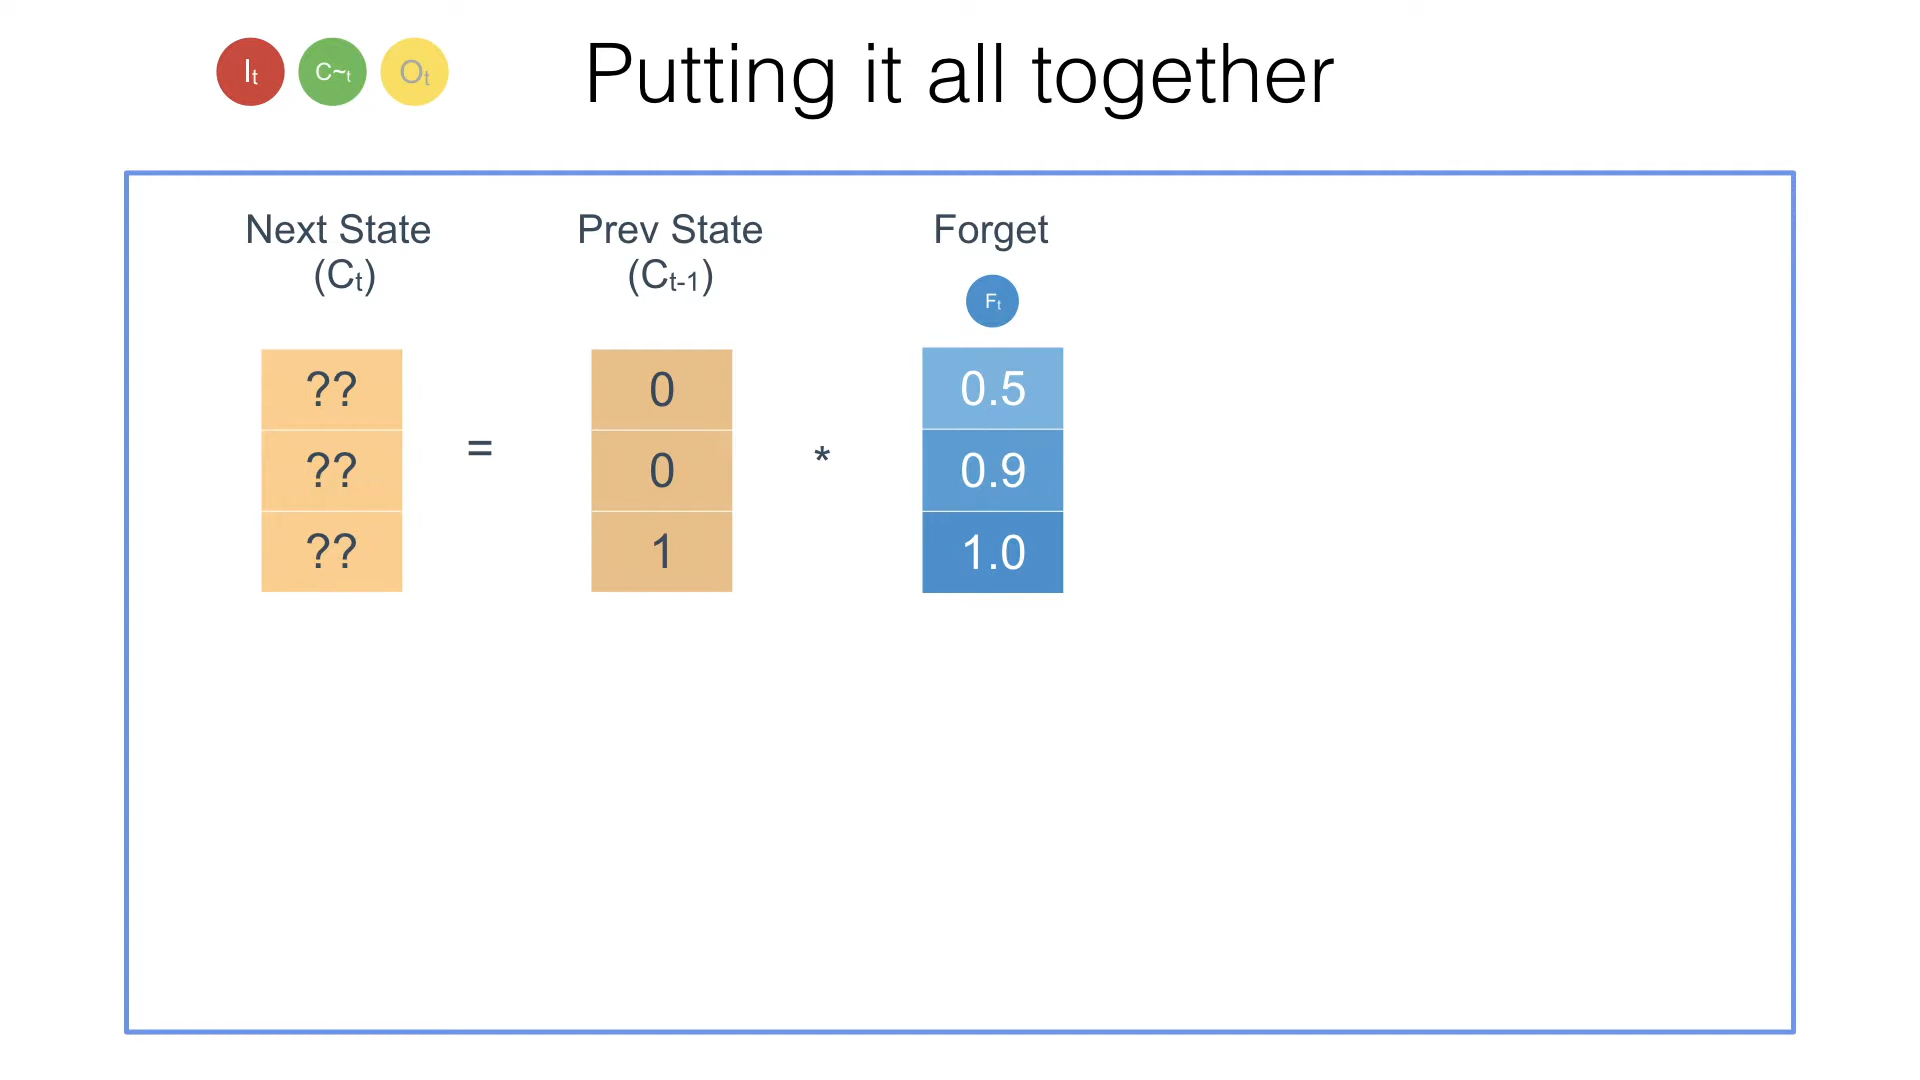 It C~t Ot Putting it all together
Next State Prev State Forget
(Ct) (Ct-1)
Ft
?? 0 0.5
= *
?? 0 0.9
?? 1 1.0